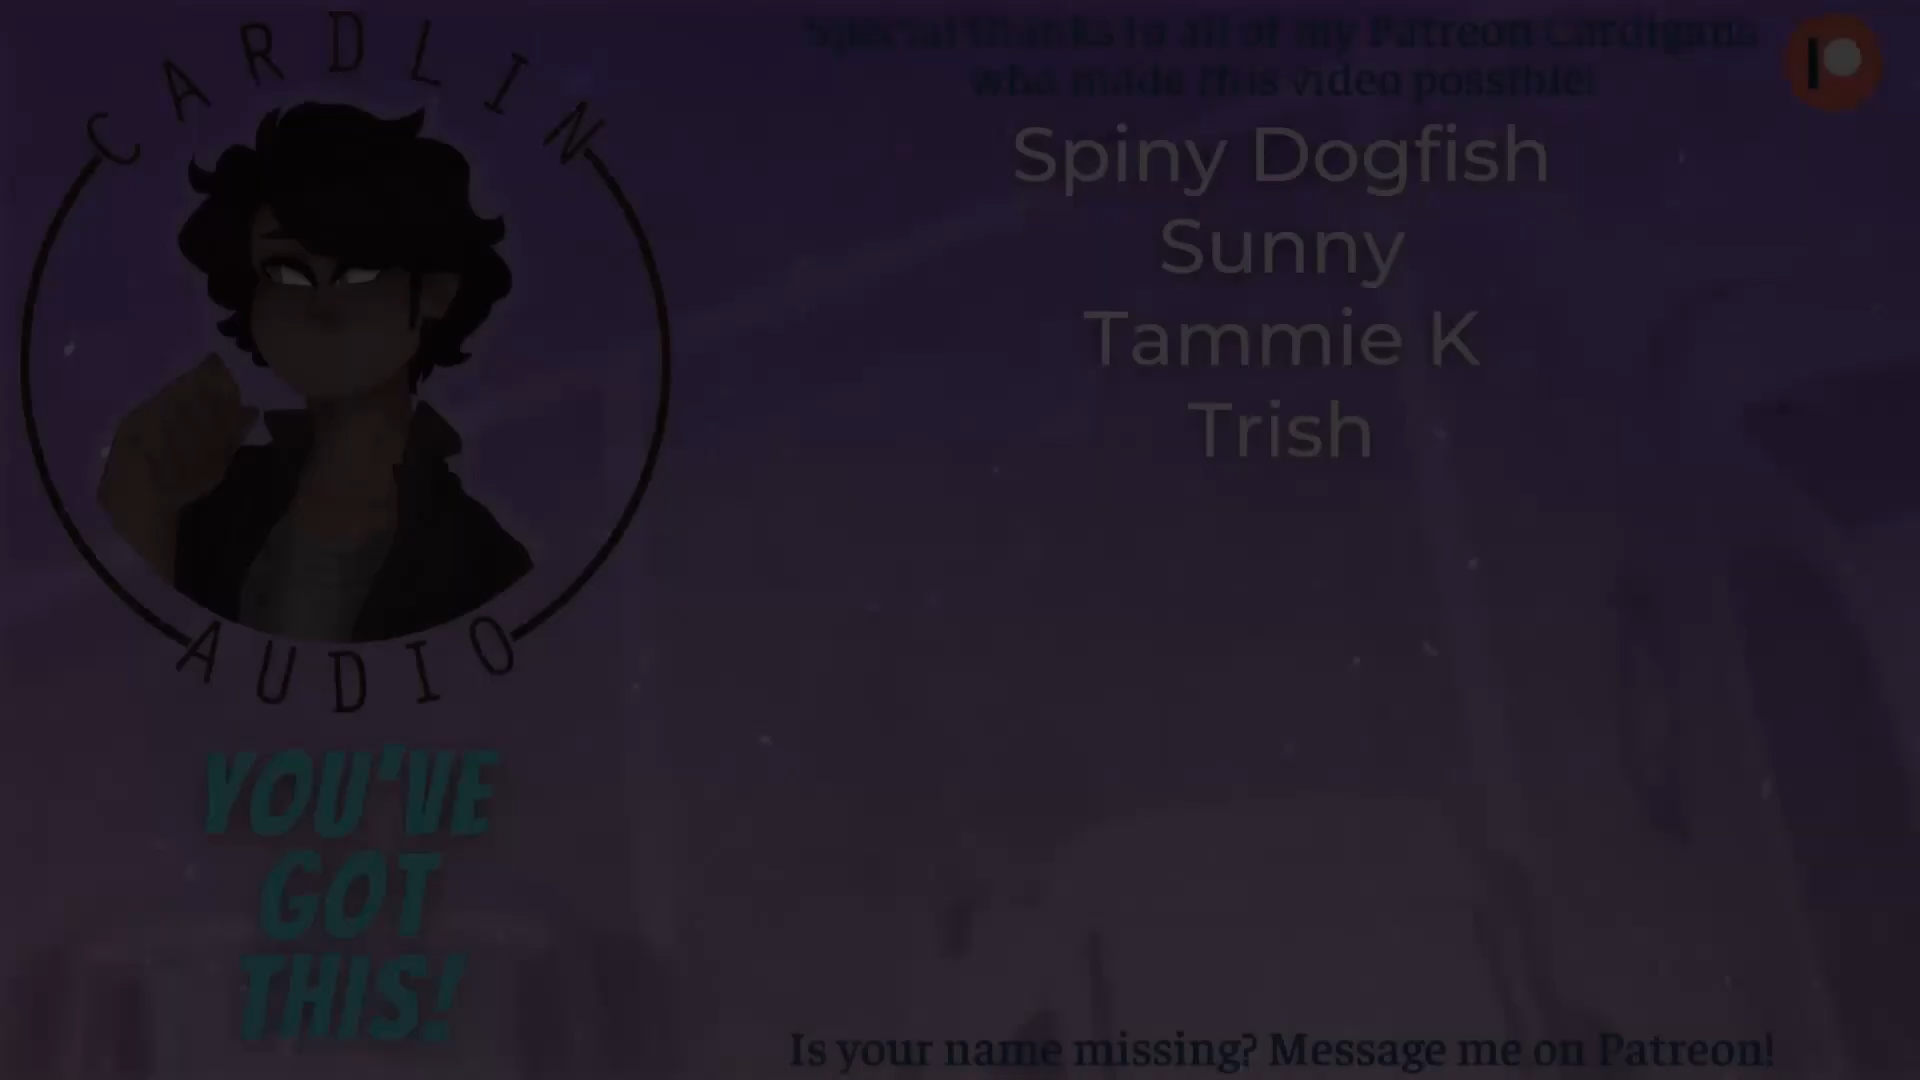 CARDLIN
AUDIO
YOU'VE
GOT
THIS!
Special thanks to all of my Patreon Cardigans
who made this video possible!
Spiny Dogfish
Sunny
Tammie K
Trish
Is your name missing? Message me on Patreon!